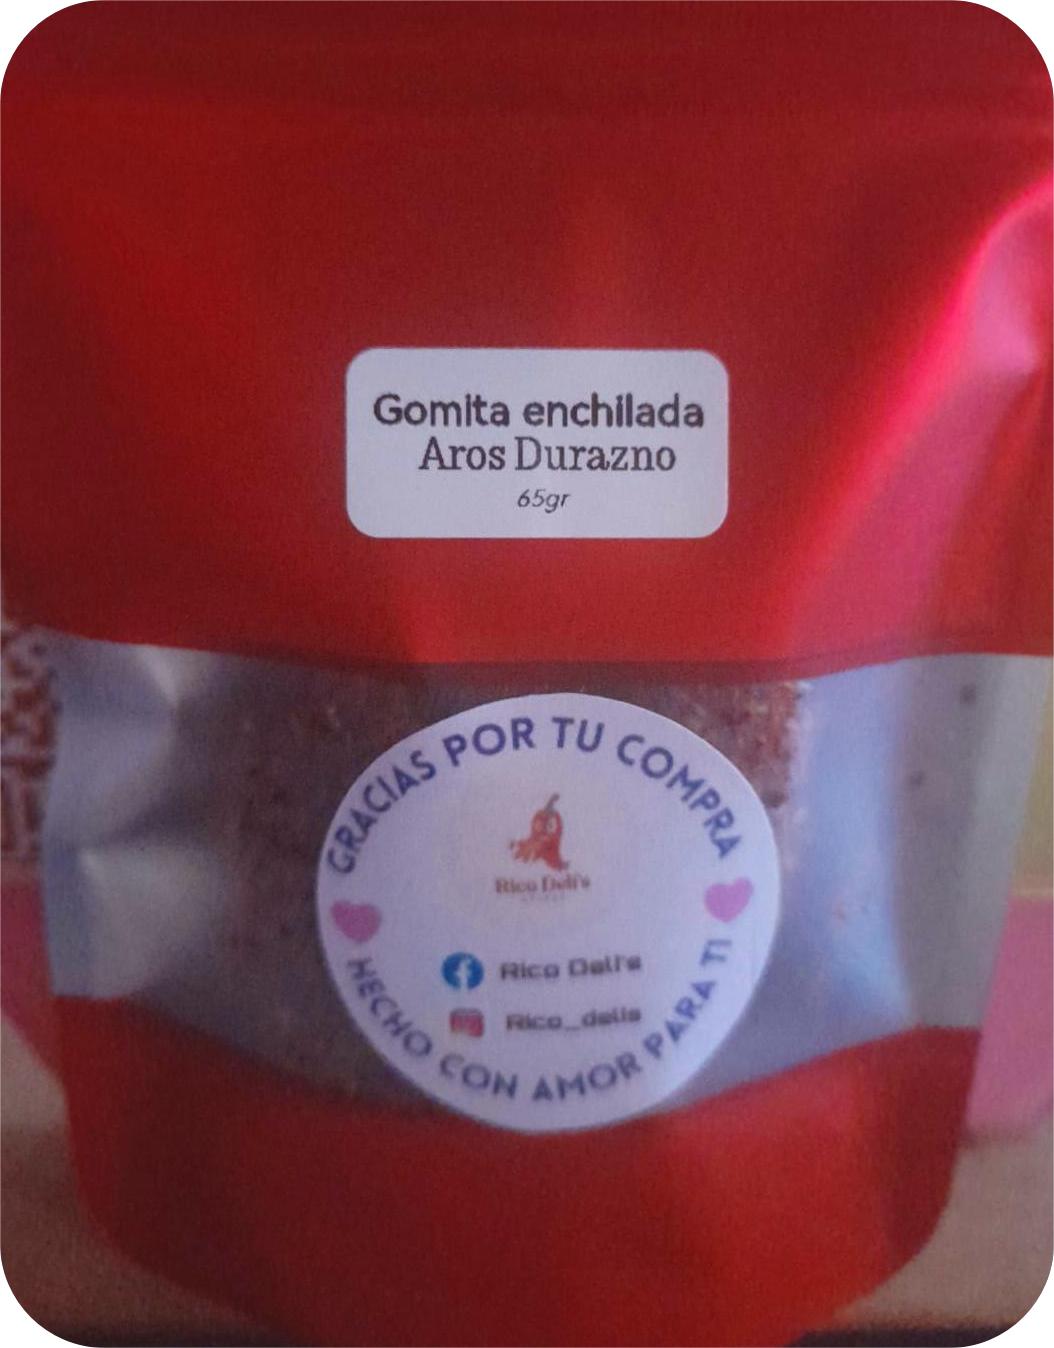 Gomita enchilada
Aros Durazno
65gr
GRACIAS POR TU COMPRA
Rico Deli's
Rico Deli's
Rico_delis
HECHO CON AMOR PARA TI